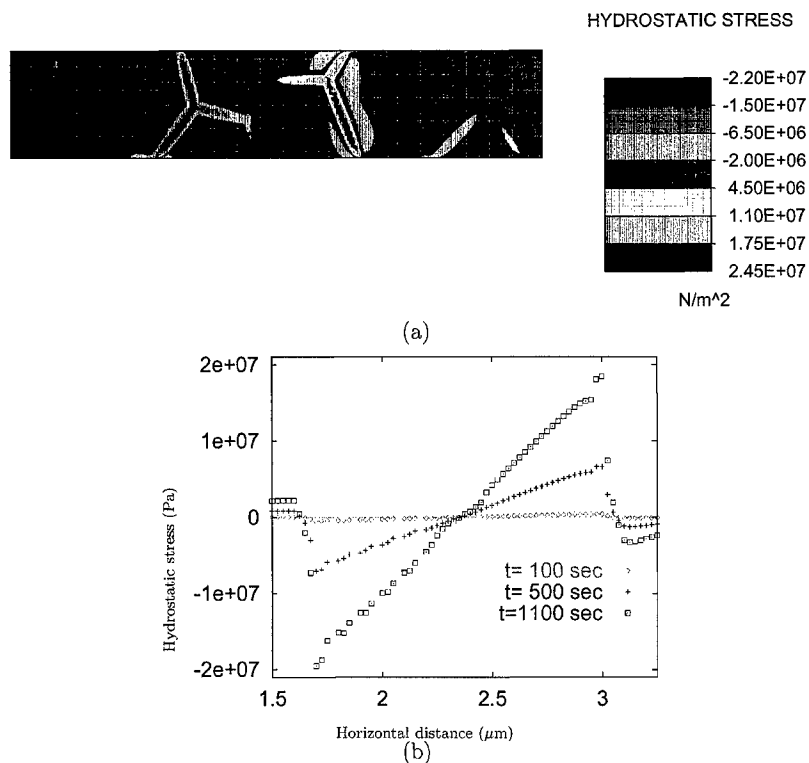 HYDROSTATIC STRESS
-2.20E+07
-1.50E+07
-6.50E+06
-2.00E+06
4.50E+06
1.10E+07
1.75E+07
2.45E+07
N/m^2
(a)
2e+07
1e+07
0
-1e+07
-2e+07
Hydrostatic stress (Pa)
t= 100 sec
t= 500 sec
t=1100 sec
1.5 2 2.5 3
Horizontal distance (μm)
(b)